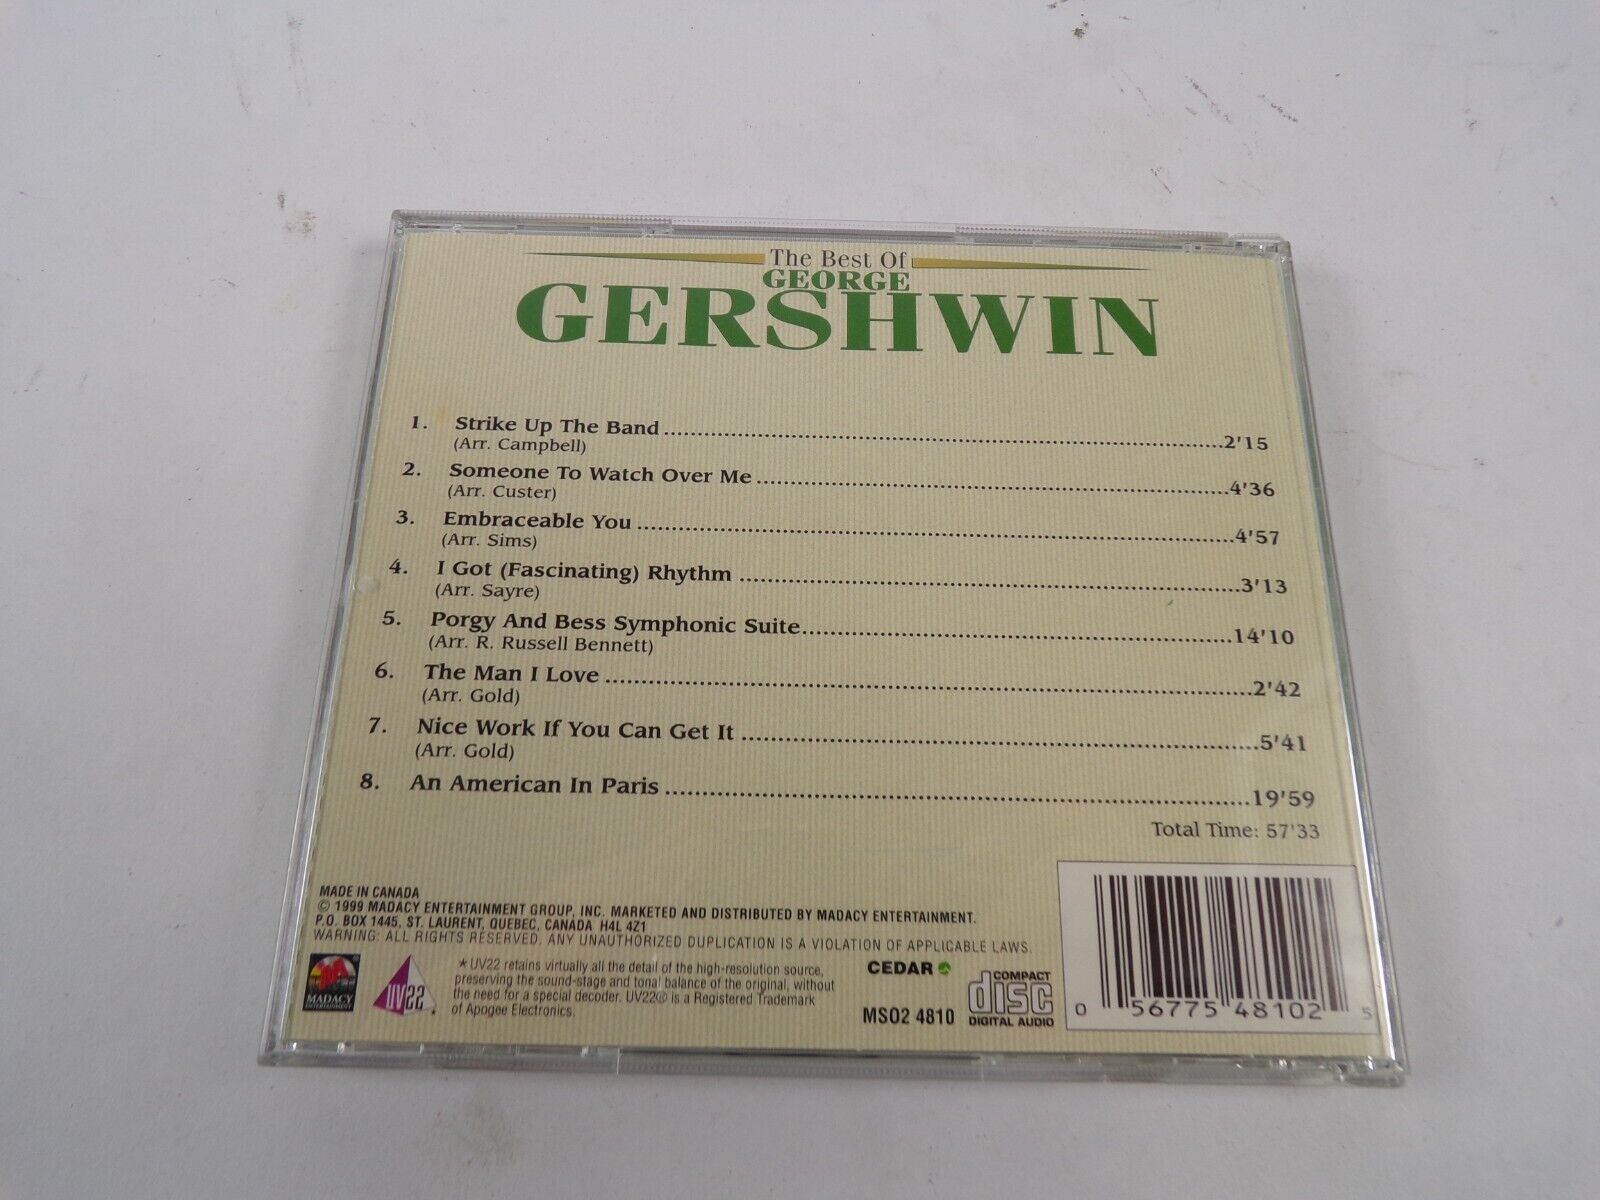 The Best Of
GEORGE
GERSHWIN
1. Strike Up The Band ... 2'15
(Arr. Campbell)
2. Someone To Watch Over Me ... 4'36
(Arr. Custer)
3. Embraceable You ... 4'57
(Arr. Sims)
4. I Got (Fascinating) Rhythm ... 3'13
(Arr. Sayre)
5. Porgy And Bess Symphonic Suite ... 14'10
(Arr. R. Russell Bennett)
6. The Man I Love ... 2'42
(Arr. Gold)
7. Nice Work If You Can Get It ... 5'41
(Arr. Gold)
8. An American In Paris ... 19'59
Total Time: 57'33
MADE IN CANADA
© 1999 MADACY ENTERTAINMENT GROUP, INC. MARKETED AND DISTRIBUTED BY MADACY ENTERTAINMENT.
P.O. BOX 1445, ST. LAURENT, QUEBEC, CANADA H4L 4Z1
WARNING: ALL RIGHTS RESERVED. ANY UNAUTHORIZED DUPLICATION IS A VIOLATION OF APPLICABLE LAWS.
MADACY
ENTERTAINMENT
UV22
* UV22 retains virtually all the detail of the high-resolution source,
preserving the sound-stage and tonal balance of the original, without
the need for a special decoder. UV22® is a Registered Trademark
of Apogee Electronics.
CEDAR
MS02 4810
COMPACT
disc
DIGITAL AUDIO
0 56775 48102 5